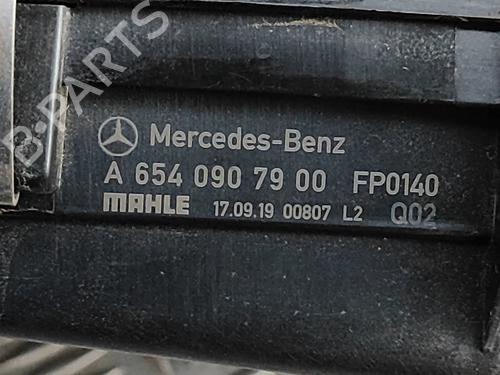 B-PARTS
Mercedes-Benz
A 654 090 79 00 FP0140
MAHLE 17.09.19 00807 L2 Q02